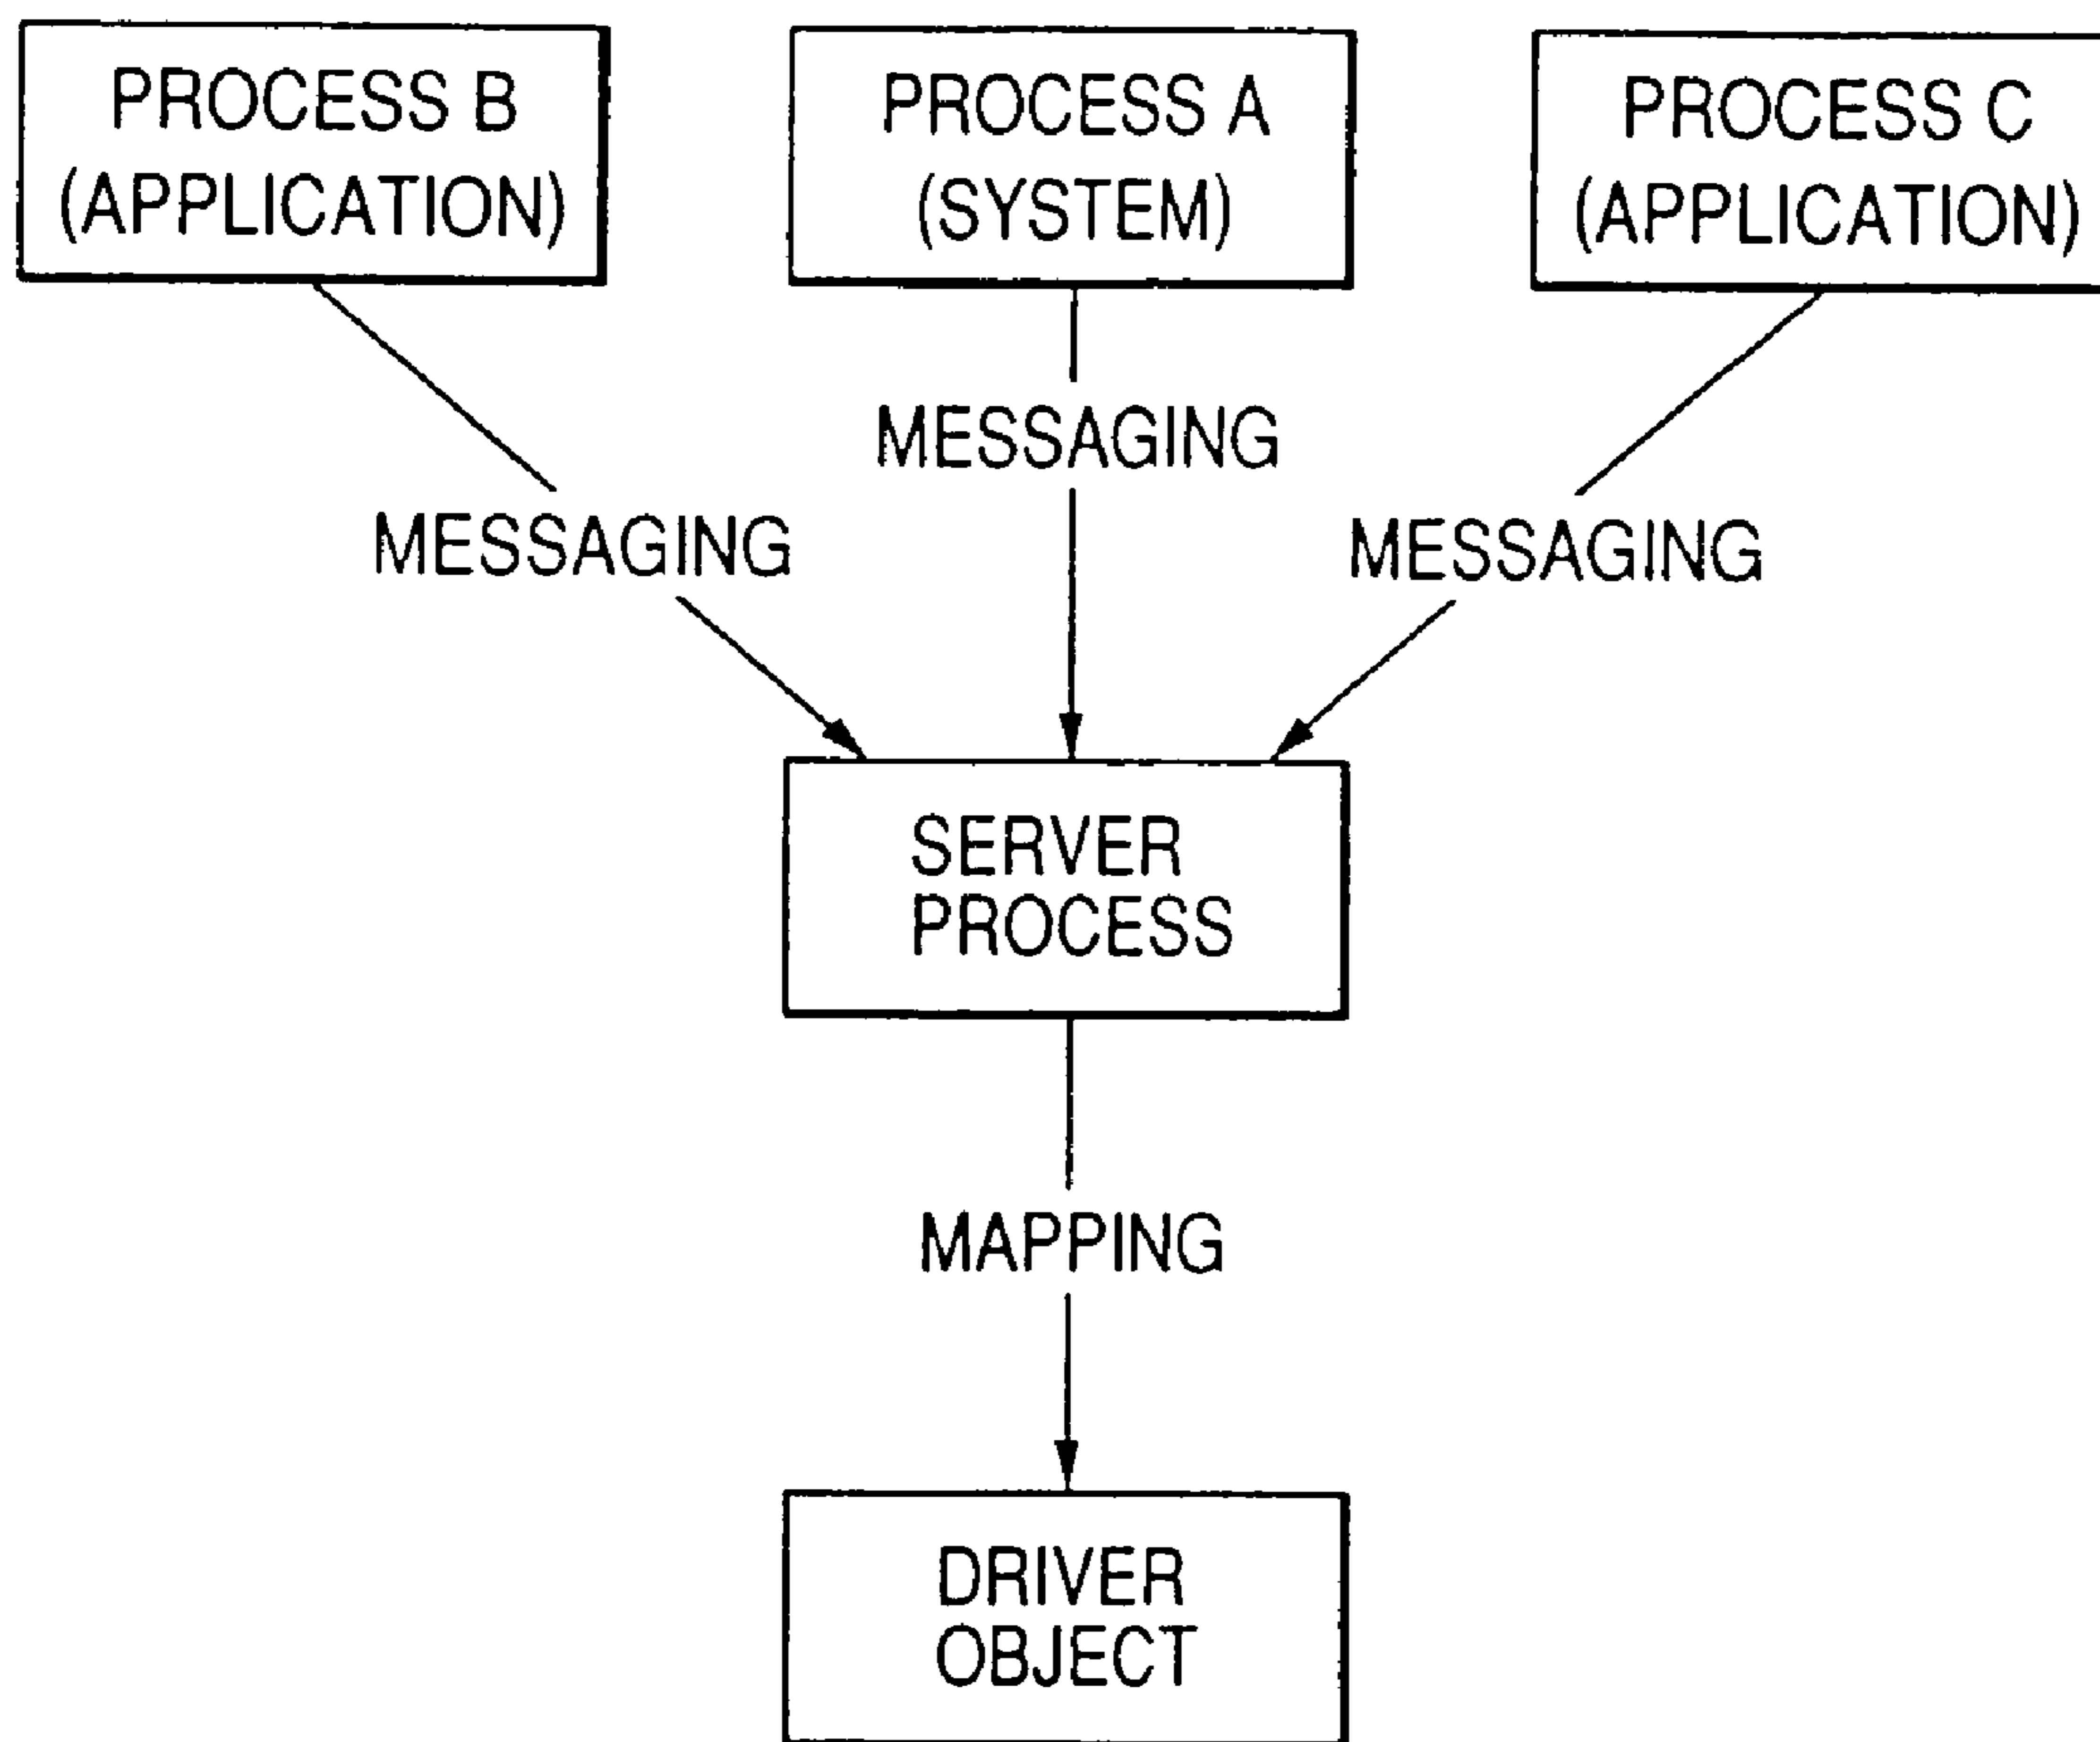 PROCESS B
(APPLICATION)
PROCESS A
(SYSTEM)
PROCESS C
(APPLICATION)
MESSAGING
MESSAGING
MESSAGING
SERVER
PROCESS
MAPPING
DRIVER
OBJECT